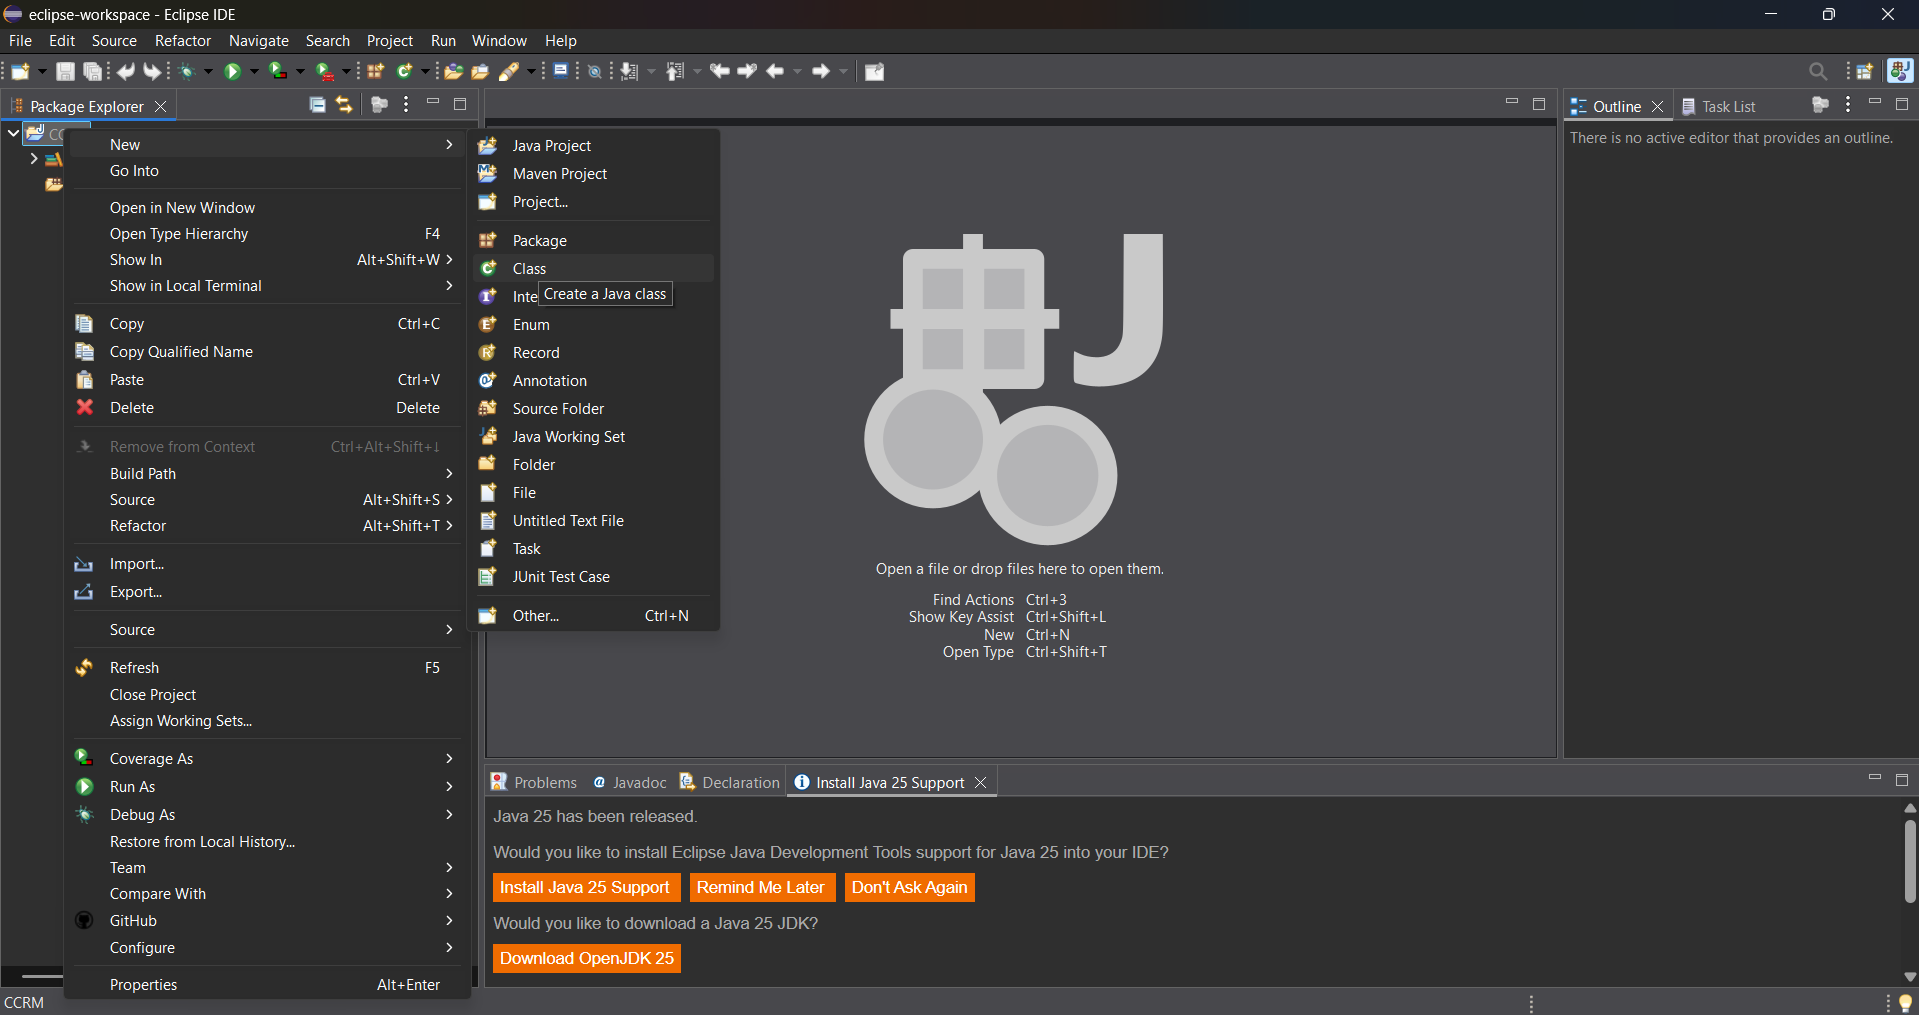 eclipse-workspace - Eclipse IDE
File Edit Source Refactor Navigate Search Project Run Window Help
Package Explorer
New
Go Into
Open in New Window
Open Type Hierarchy F4
Show In Alt+Shift+W
Show in Local Terminal
Copy Ctrl+C
Copy Qualified Name
Paste Ctrl+V
Delete Delete
Remove from Context Ctrl+Alt+Shift+↓
Build Path
Source Alt+Shift+S
Refactor Alt+Shift+T
Import...
Export...
Source
Refresh F5
Close Project
Assign Working Sets...
Coverage As
Run As
Debug As
Restore from Local History...
Team
Compare With
GitHub
Configure
Properties Alt+Enter
Java Project
Maven Project
Project...
Package
Class
Inte
Create a Java class
Enum
Record
Annotation
Source Folder
Java Working Set
Folder
File
Untitled Text File
Task
JUnit Test Case
Other... Ctrl+N
Open a file or drop files here to open them.
Find Actions Ctrl+3
Show Key Assist Ctrl+Shift+L
New Ctrl+N
Open Type Ctrl+Shift+T
Outline Task List
There is no active editor that provides an outline.
Problems Javadoc Declaration Install Java 25 Support
Java 25 has been released.
Would you like to install Eclipse Java Development Tools support for Java 25 into your IDE?
Install Java 25 Support Remind Me Later Don't Ask Again
Would you like to download a Java 25 JDK?
Download OpenJDK 25
CCRM